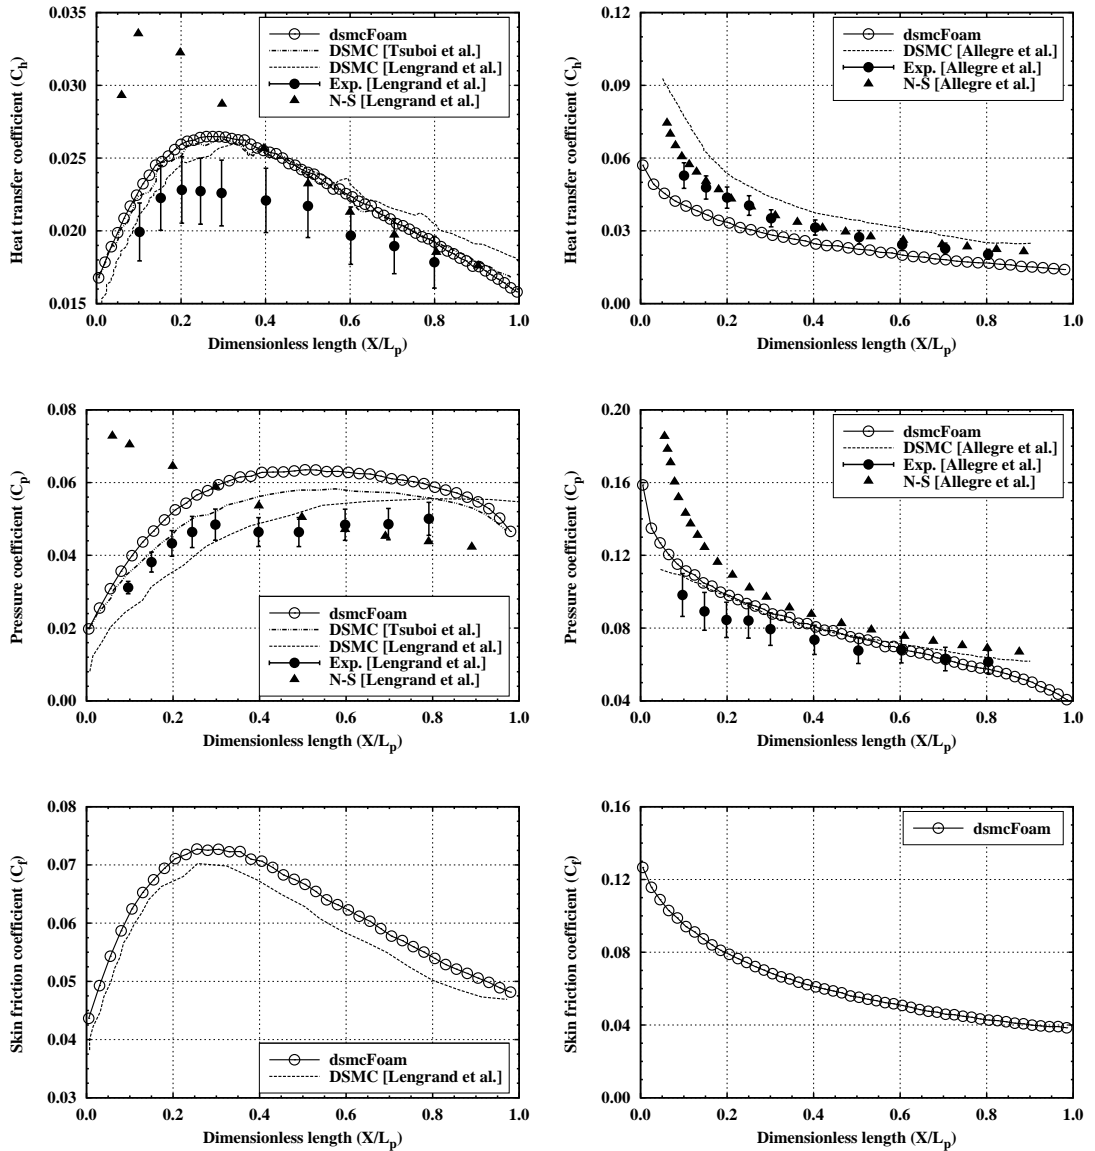 0.035
0.030
0.025
0.020
0.015
Heat transfer coefficient (Ch)
dsmcFoam
DSMC [Tsuboi et al.]
DSMC [Lengrand et al.]
Exp. [Lengrand et al.]
N-S [Lengrand et al.]
0.0 0.2 0.4 0.6 0.8 1.0
Dimensionless length (X/Lp)
0.12
0.09
0.06
0.03
0.00
Heat transfer coefficient (Ch)
dsmcFoam
DSMC [Allegre et al.]
Exp. [Allegre et al.]
N-S [Allegre et al.]
0.0 0.2 0.4 0.6 0.8 1.0
Dimensionless length (X/Lp)
0.08
0.06
0.04
0.02
0.00
Pressure coefficient (Cp)
dsmcFoam
DSMC [Tsuboi et al.]
DSMC [Lengrand et al.]
Exp. [Lengrand et al.]
N-S [Lengrand et al.]
0.0 0.2 0.4 0.6 0.8 1.0
Dimensionless length (X/Lp)
0.20
0.16
0.12
0.08
0.04
Pressure coefficient (Cp)
dsmcFoam
DSMC [Allegre et al.]
Exp. [Allegre et al.]
N-S [Allegre et al.]
0.0 0.2 0.4 0.6 0.8 1.0
Dimensionless length (X/Lp)
0.08
0.07
0.06
0.05
0.04
0.03
Skin friction coefficient (Cf)
dsmcFoam
DSMC [Lengrand et al.]
0.0 0.2 0.4 0.6 0.8 1.0
Dimensionless length (X/Lp)
0.16
0.12
0.08
0.04
0.00
Skin friction coefficient (Cf)
dsmcFoam
0.0 0.2 0.4 0.6 0.8 1.0
Dimensionless length (X/Lp)